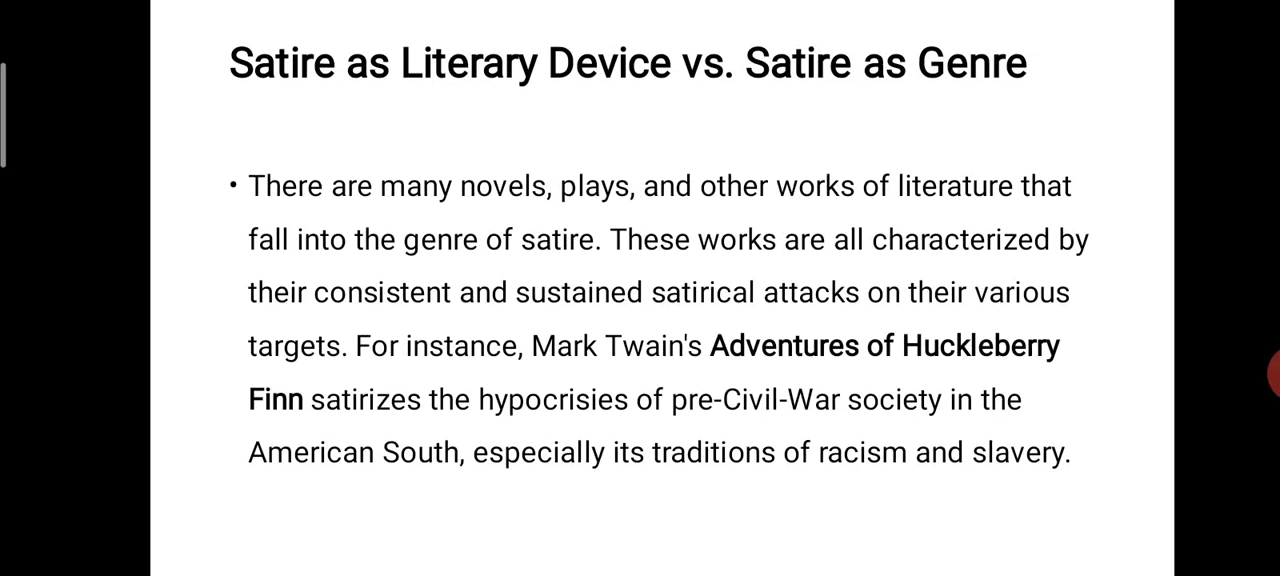 Satire as Literary Device vs. Satire as Genre
• There are many novels, plays, and other works of literature that
fall into the genre of satire. These works are all characterized by
their consistent and sustained satirical attacks on their various
targets. For instance, Mark Twain's Adventures of Huckleberry
Finn satirizes the hypocrisies of pre-Civil-War society in the
American South, especially its traditions of racism and slavery.